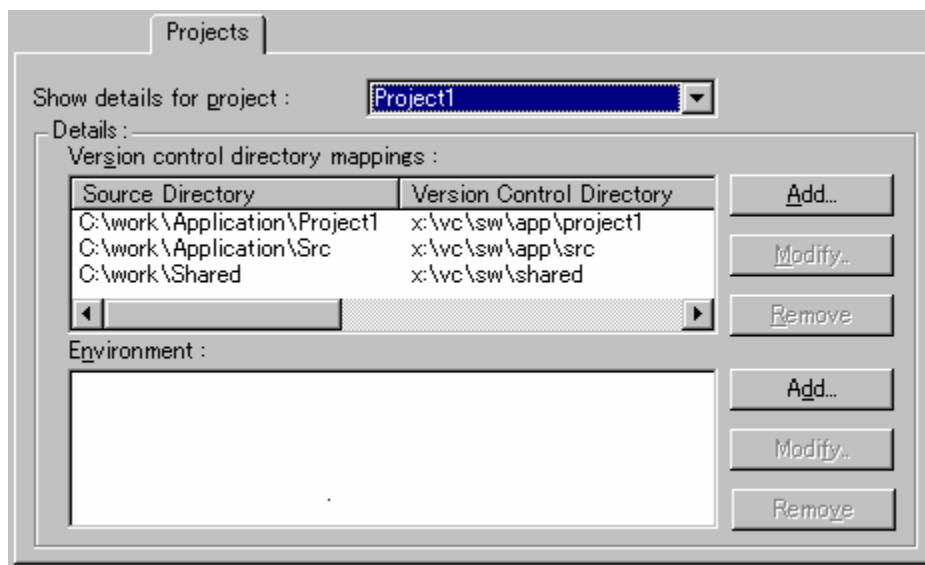 Projects
Show details for project : Project1
Details :
Version control directory mappings :
Source Directory Version Control Directory Add...
C:\work\Application\Project1 x:\vc\sw\app\project1
C:\work\Application\Src x:\vc\sw\app\src Modify...
C:\work\Shared x:\vc\sw\shared
Remove
Environment :
Add...
Modify...
Remove